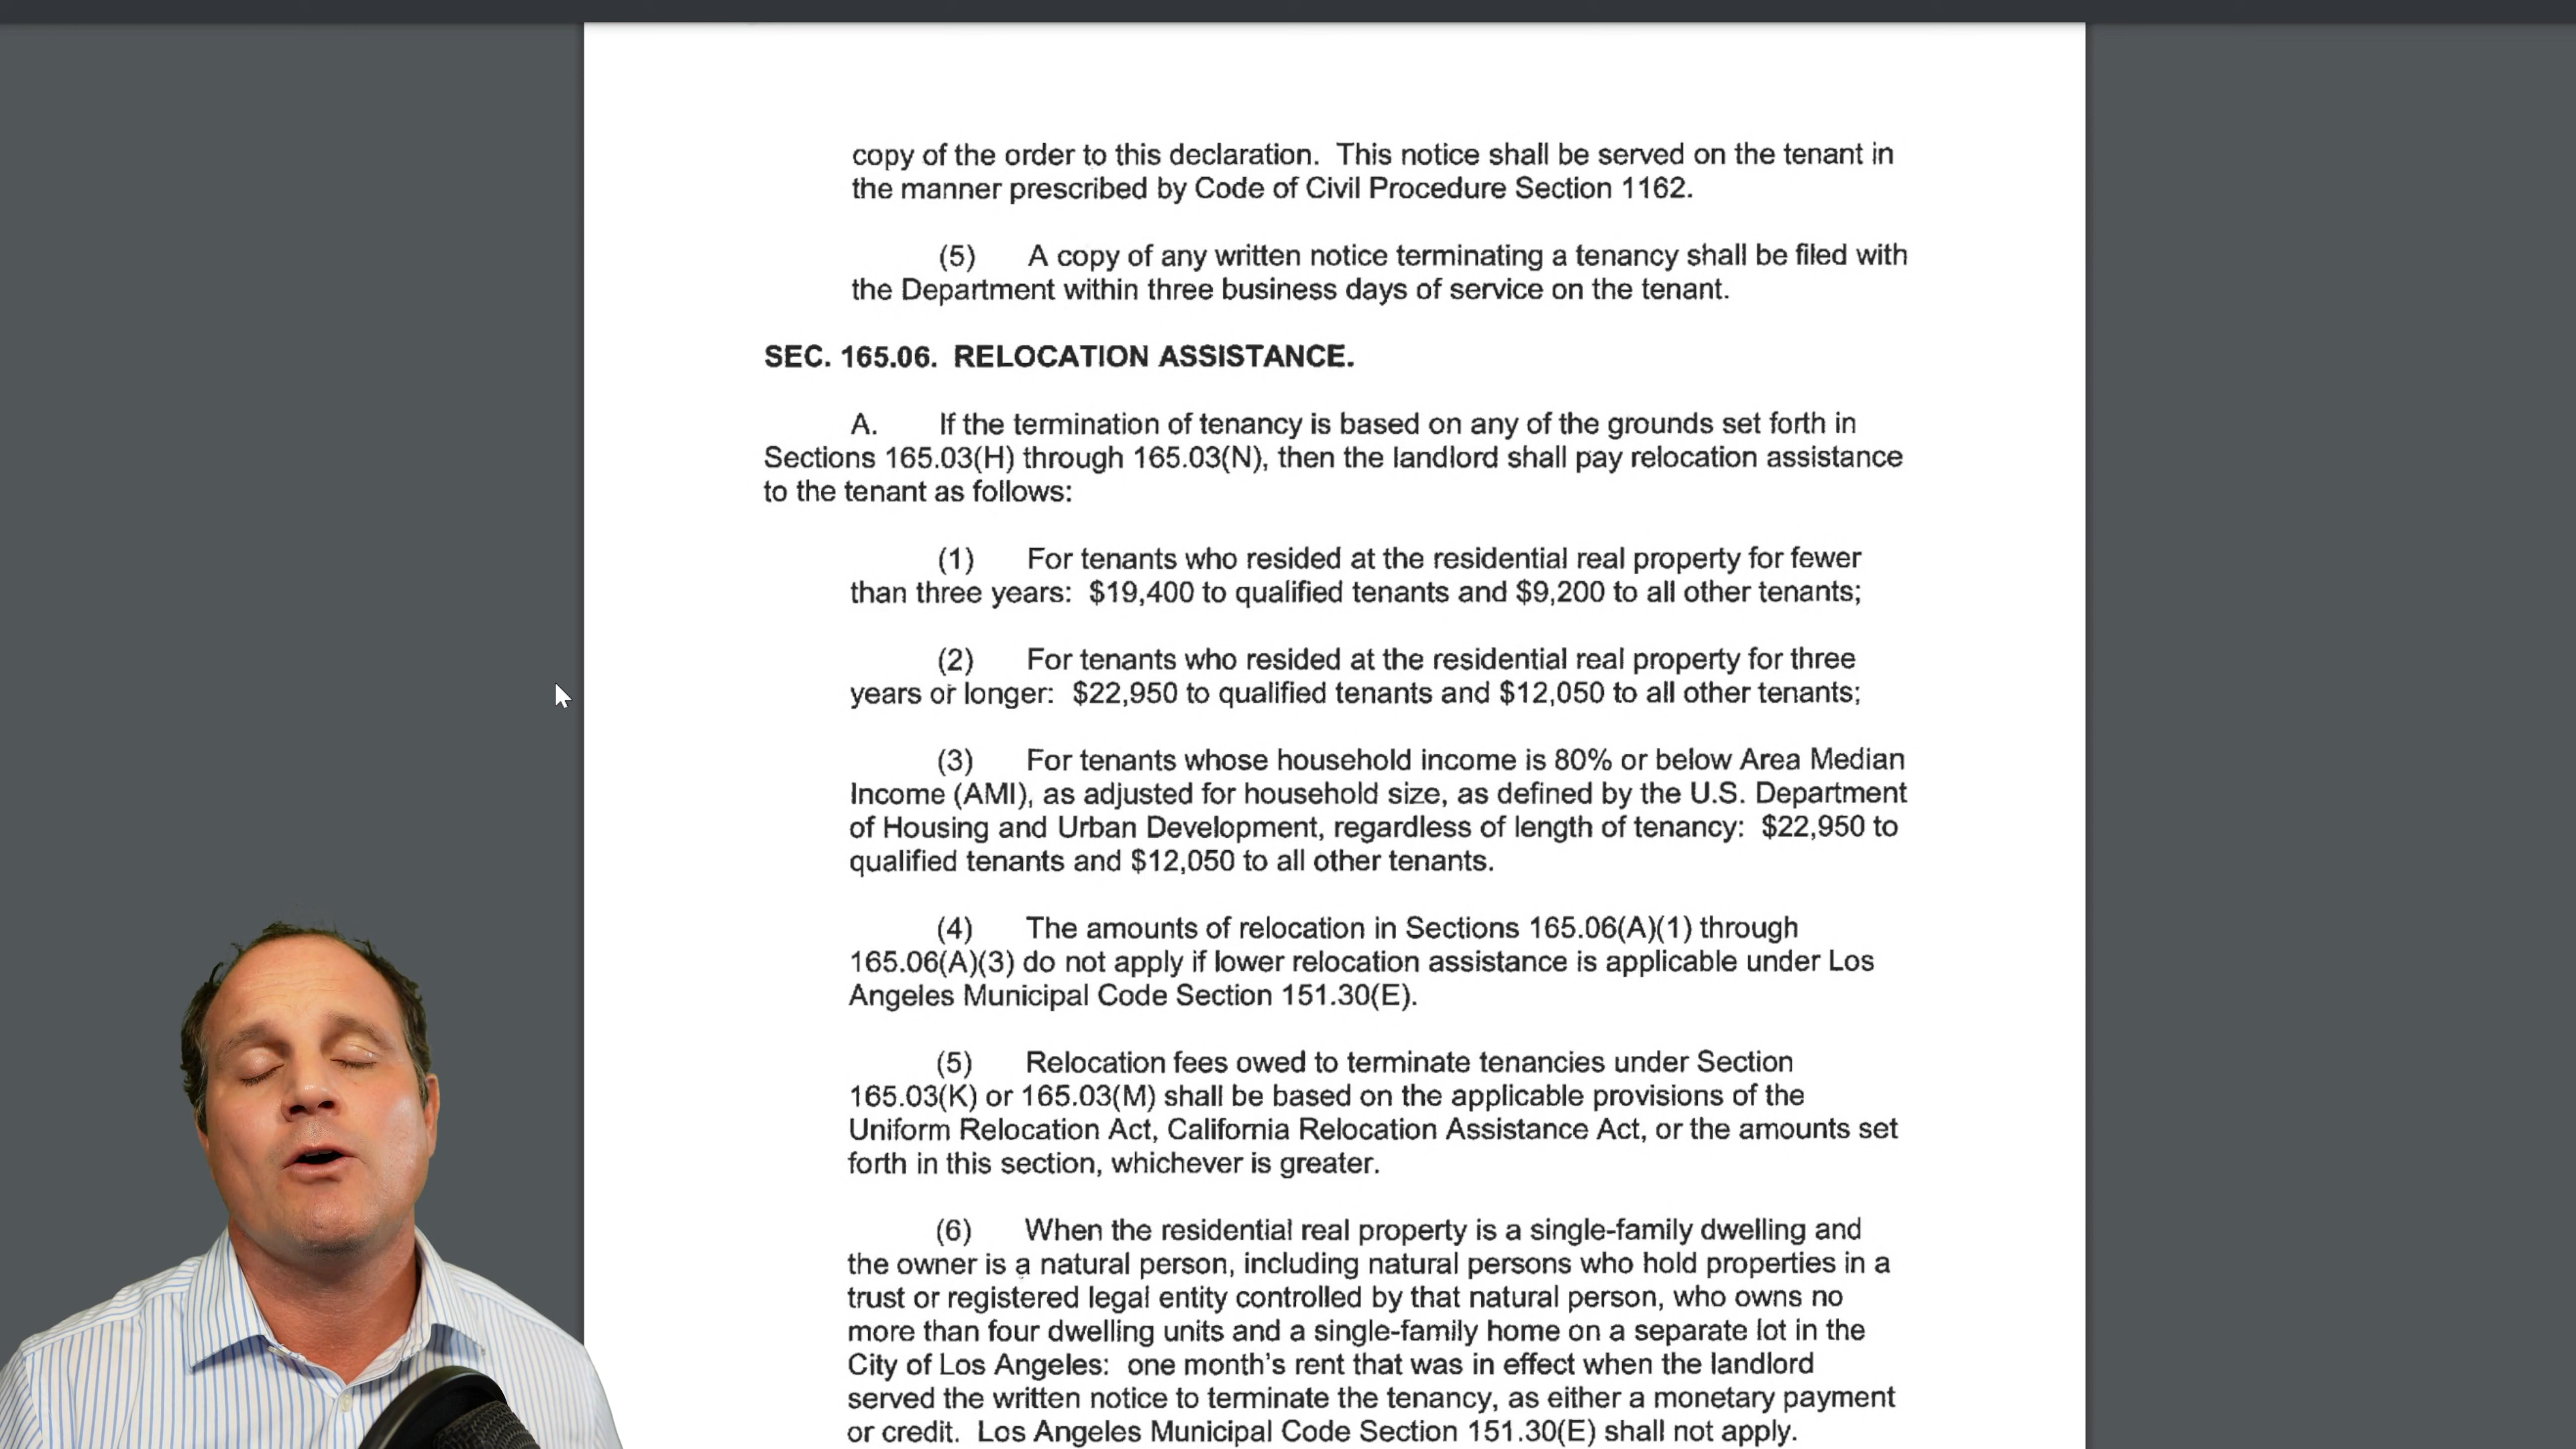 copy of the order to this declaration. This notice shall be served on the tenant in
the manner prescribed by Code of Civil Procedure Section 1162.
(5) A copy of any written notice terminating a tenancy shall be filed with
the Department within three business days of service on the tenant.
SEC. 165.06. RELOCATION ASSISTANCE.
A. If the termination of tenancy is based on any of the grounds set forth in
Sections 165.03(H) through 165.03(N), then the landlord shall pay relocation assistance
to the tenant as follows:
(1) For tenants who resided at the residential real property for fewer
than three years: $19,400 to qualified tenants and $9,200 to all other tenants;
(2) For tenants who resided at the residential real property for three
years or longer: $22,950 to qualified tenants and $12,050 to all other tenants;
(3) For tenants whose household income is 80% or below Area Median
Income (AMI), as adjusted for household size, as defined by the U.S. Department
of Housing and Urban Development, regardless of length of tenancy: $22,950 to
qualified tenants and $12,050 to all other tenants.
(4) The amounts of relocation in Sections 165.06(A)(1) through
165.06(A)(3) do not apply if lower relocation assistance is applicable under Los
Angeles Municipal Code Section 151.30(E).
(5) Relocation fees owed to terminate tenancies under Section
165.03(K) or 165.03(M) shall be based on the applicable provisions of the
Uniform Relocation Act, California Relocation Assistance Act, or the amounts set
forth in this section, whichever is greater.
(6) When the residential real property is a single-family dwelling and
the owner is a natural person, including natural persons who hold properties in a
trust or registered legal entity controlled by that natural person, who owns no
more than four dwelling units and a single-family home on a separate lot in the
City of Los Angeles: one month's rent that was in effect when the landlord
served the written notice to terminate the tenancy, as either a monetary payment
or credit. Los Angeles Municipal Code Section 151.30(E) shall not apply.